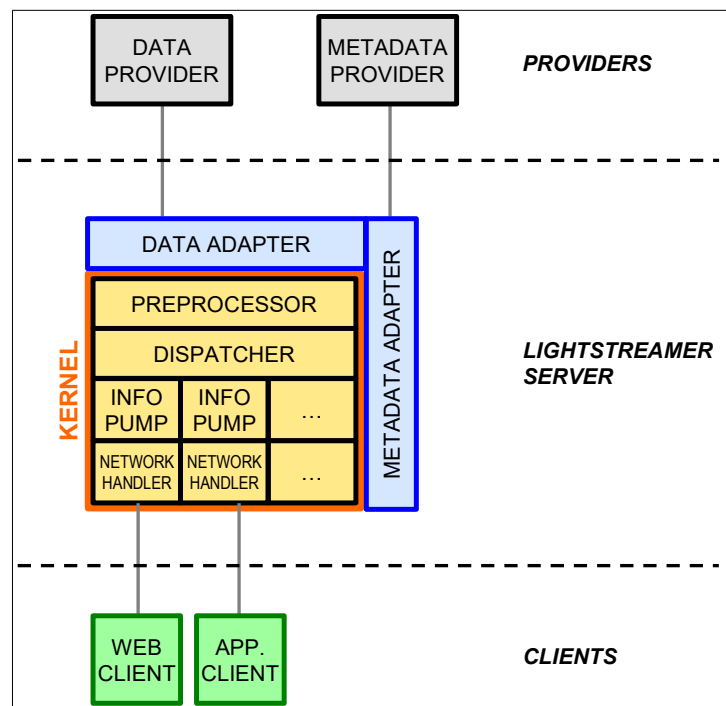 DATA
PROVIDER
METADATA
PROVIDER
PROVIDERS
DATA ADAPTER
METADATA ADAPTER
KERNEL
PREPROCESSOR
DISPATCHER
INFO
PUMP
INFO
PUMP
...
NETWORK
HANDLER
NETWORK
HANDLER
...
LIGHTSTREAMER
SERVER
WEB
CLIENT
APP.
CLIENT
CLIENTS